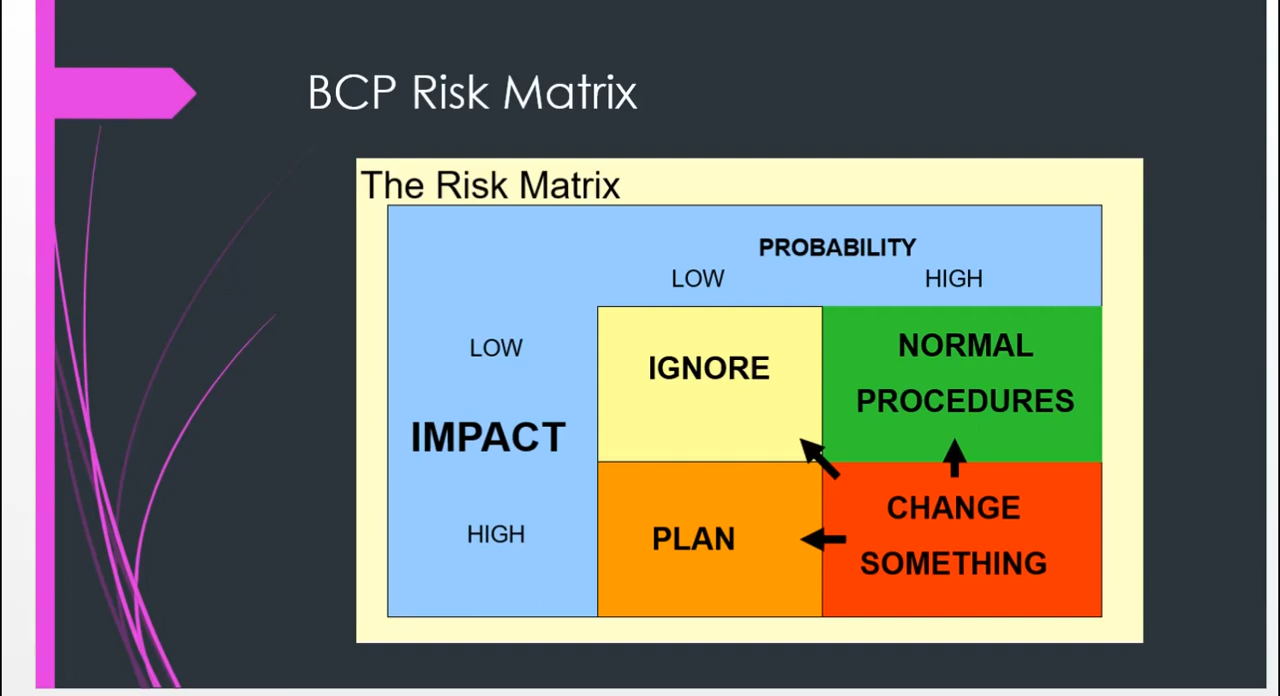 BCP Risk Matrix
The Risk Matrix
PROBABILITY
LOW HIGH
LOW
IMPACT
HIGH
IGNORE
NORMAL
PROCEDURES
PLAN
CHANGE
SOMETHING